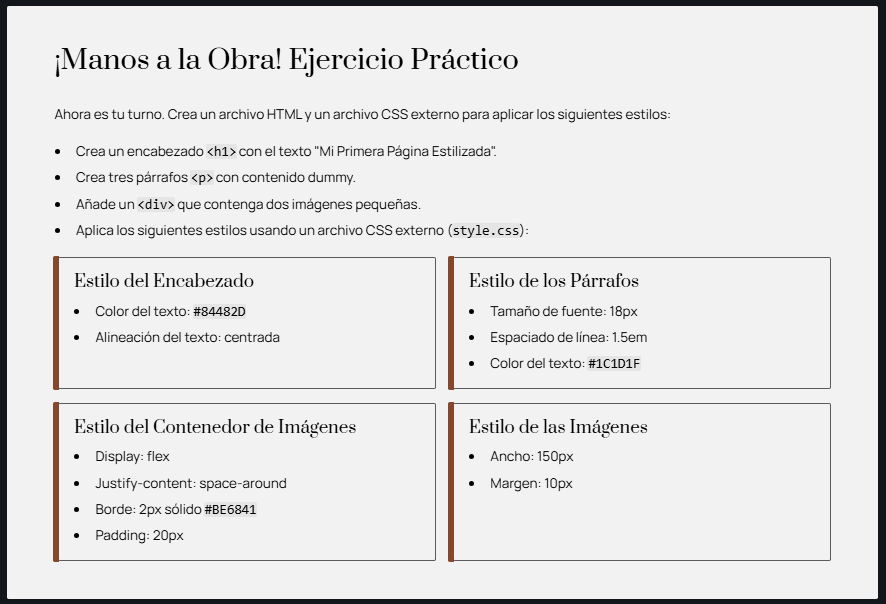 ¡Manos a la Obra! Ejercicio Práctico
Ahora es tu turno. Crea un archivo HTML y un archivo CSS externo para aplicar los siguientes estilos:
• Crea un encabezado <h1> con el texto "Mi Primera Página Estilizada".
• Crea tres párrafos <p> con contenido dummy.
• Añade un <div> que contenga dos imágenes pequeñas.
• Aplica los siguientes estilos usando un archivo CSS externo (style.css):
Estilo del Encabezado
• Color del texto: #84482D
• Alineación del texto: centrada
Estilo de los Párrafos
• Tamaño de fuente: 18px
• Espaciado de línea: 1.5em
• Color del texto: #1C1D1F
Estilo del Contenedor de Imágenes
• Display: flex
• Justify-content: space-around
• Borde: 2px sólido #BE6841
• Padding: 20px
Estilo de las Imágenes
• Ancho: 150px
• Margen: 10px